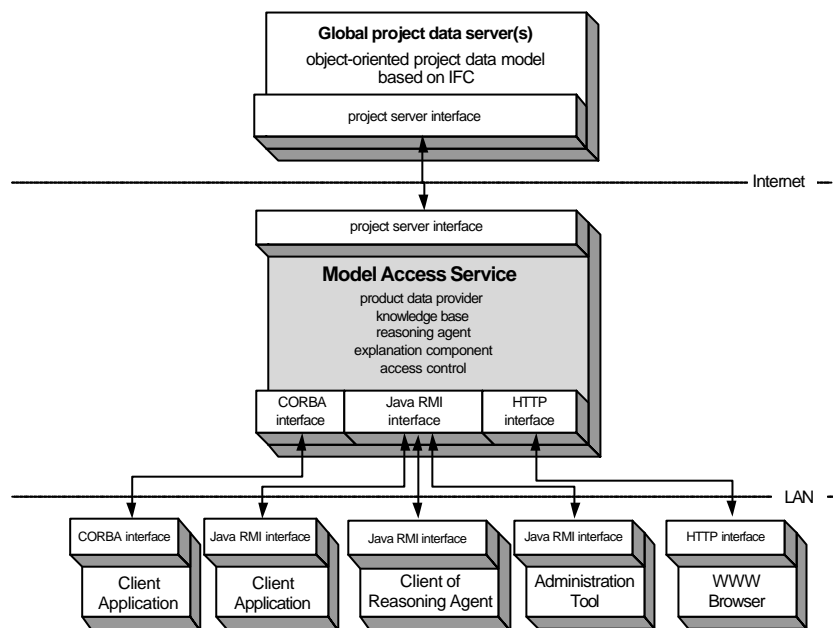 Global project data server(s)
object-oriented project data model
based on IFC
project server interface
Internet
project server interface
Model Access Service
product data provider
knowledge base
reasoning agent
explanation component
access control
CORBA
interface
Java RMI
interface
HTTP
interface
LAN
CORBA interface
Java RMI interface
Java RMI interface
Java RMI interface
HTTP interface
Client
Application
Client
Application
Client of
Reasoning Agent
Administration
Tool
WWW
Browser